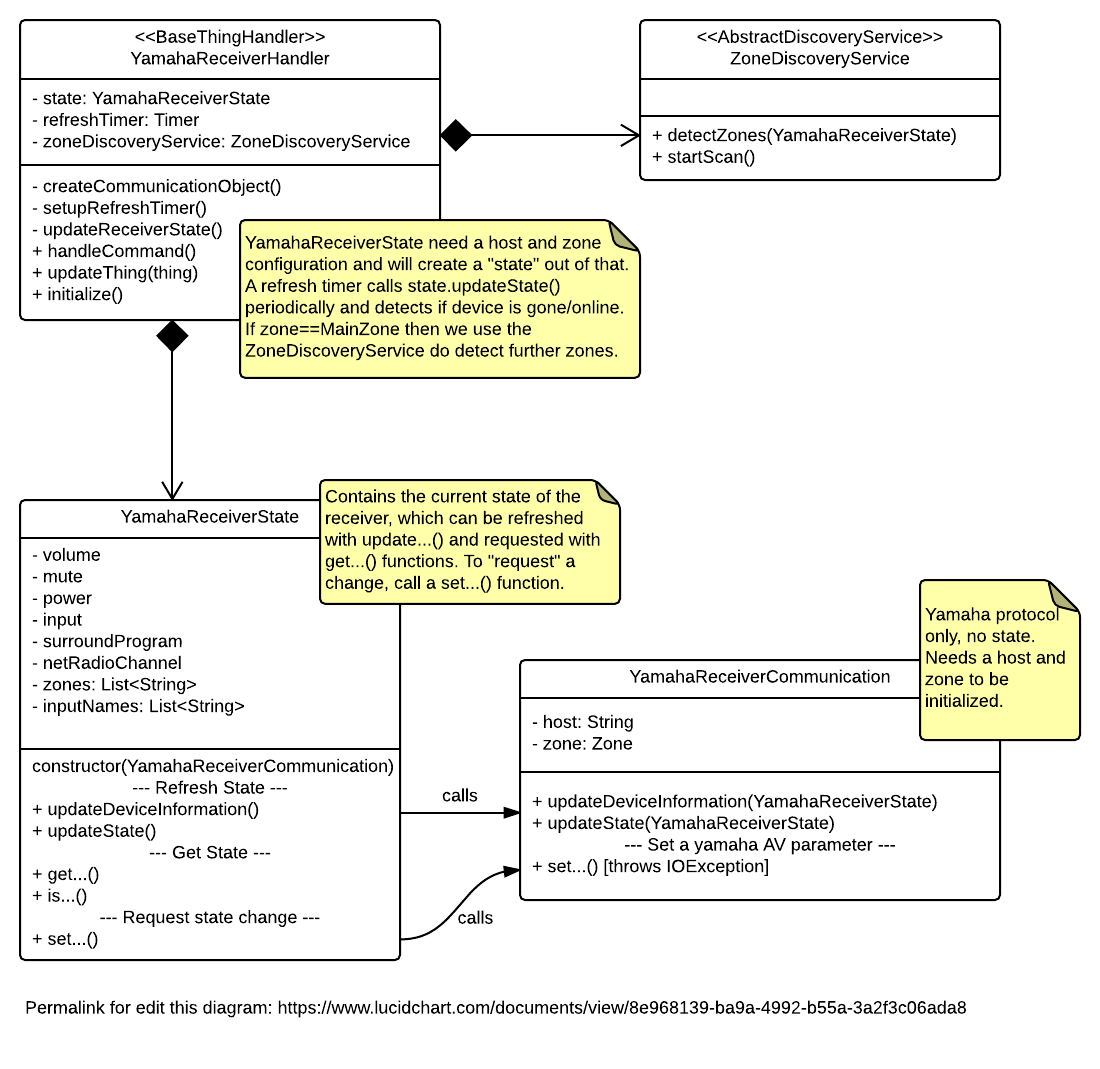 <<BaseThingHandler>>
YamahaReceiverHandler
- state: YamahaReceiverState
- refreshTimer: Timer
- zoneDiscoveryService: ZoneDiscoveryService
- createCommunicationObject()
- setupRefreshTimer()
- updateReceiverState()
+ handleCommand()
+ updateThing(thing)
+ initialize()
<<AbstractDiscoveryService>>
ZoneDiscoveryService
+ detectZones(YamahaReceiverState)
+ startScan()
YamahaReceiverState need a host and zone
configuration and will create a "state" out of that.
A refresh timer calls state.updateState()
periodically and detects if device is gone/online.
If zone==MainZone then we use the
ZoneDiscoveryService do detect further zones.
YamahaReceiverState
- volume
- mute
- power
- input
- surroundProgram
- netRadioChannel
- zones: List<String>
- inputNames: List<String>
constructor(YamahaReceiverCommunication)
--- Refresh State ---
+ updateDeviceInformation()
+ updateState()
--- Get State ---
+ get...()
+ is...()
--- Request state change ---
+ set...()
Contains the current state of the
receiver, which can be refreshed
with update...() and requested with
get...() functions. To "request" a
change, call a set...() function.
calls
calls
YamahaReceiverCommunication
- host: String
- zone: Zone
+ updateDeviceInformation(YamahaReceiverState)
+ updateState(YamahaReceiverState)
--- Set a yamaha AV parameter ---
+ set...() [throws IOException]
Yamaha protocol
only, no state.
Needs a host and
zone to be
initialized.
Permalink for edit this diagram: https://www.lucidchart.com/documents/view/8e968139-ba9a-4992-b55a-3a2f3c06ada8